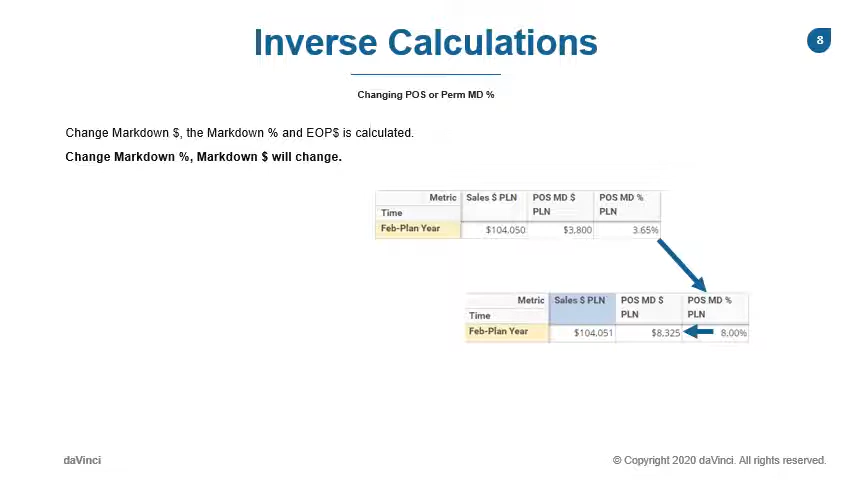 Inverse Calculations
8
Changing POS or Perm MD %
Change Markdown $, the Markdown % and EOP$ is calculated.
Change Markdown %, Markdown $ will change.
Metric Sales $ PLN POS MD $ PLN POS MD % PLN
Time
Feb-Plan Year $104,050 $3,800 3.65%
Metric Sales $ PLN POS MD $ PLN POS MD % PLN
Time
Feb-Plan Year $104,051 $8,325 8.00%
daVinci
© Copyright 2020 daVinci. All rights reserved.